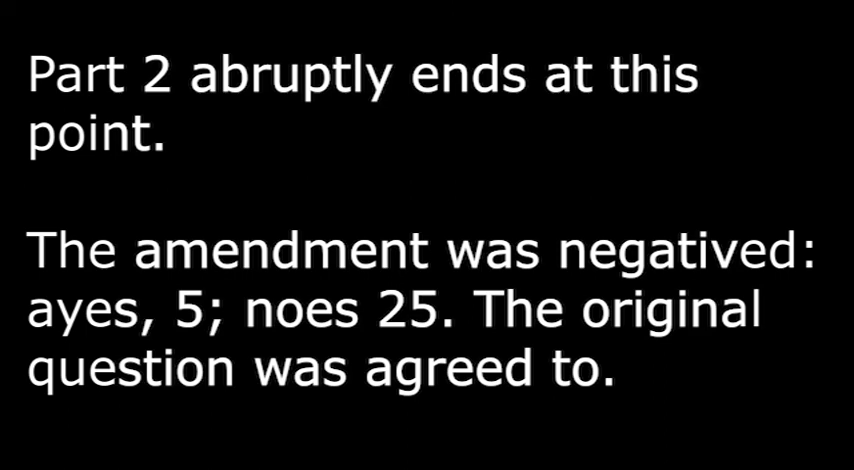 Part 2 abruptly ends at this
point.
The amendment was negatived:
ayes, 5; noes 25. The original
question was agreed to.